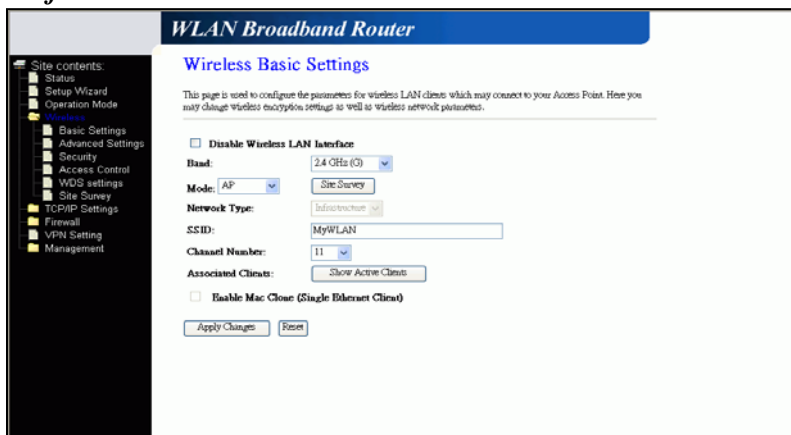 WLAN Broadband Router
Site contents:
Status
Setup Wizard
Operation Mode
Wireless
Basic Settings
Advanced Settings
Security
Access Control
WDS settings
Site Survey
TCP/IP Settings
Firewall
VPN Setting
Management
Wireless Basic Settings
This page is used to configure the parameters for wireless LAN clients which may connect to your Access Point. Here you
may change wireless encryption settings as well as wireless network parameters.
Disable Wireless LAN Interface
Band: 2.4 GHz (G)
Mode: AP Site Survey
Network Type: Infrastructure
SSID: MyWLAN
Channel Number: 11
Associated Clients: Show Active Clients
Enable Mac Clone (Single Ethernet Client)
Apply Changes Reset